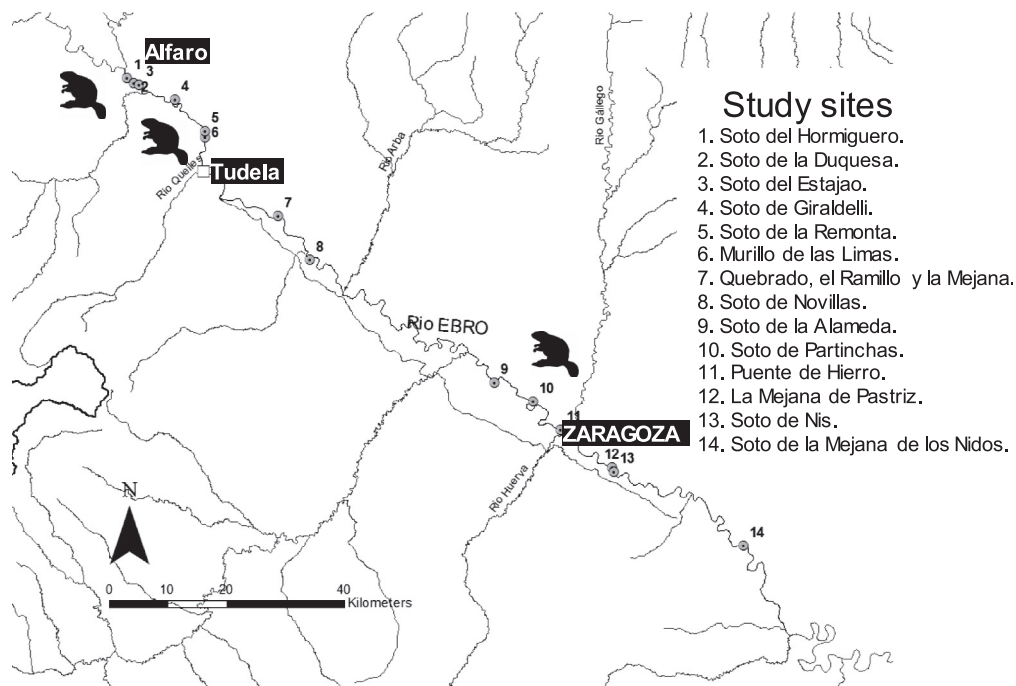 Alfaro
1
3
2
4
5
6
Río Queiles
Tudela
7
8
Río Arba
Río Gállego
Río EBRO
9
10
11
ZARAGOZA
12
13
Río Huerva
14
N
0 10 20 40
Kilometers
Study sites
1. Soto del Hormiguero.
2. Soto de la Duquesa.
3. Soto del Estajao.
4. Soto de Giraldelli.
5. Soto de la Remonta.
6. Murillo de las Limas.
7. Quebrado, el Ramillo y la Mejana.
8. Soto de Novillas.
9. Soto de la Alameda.
10. Soto de Partinchas.
11. Puente de Hierro.
12. La Mejana de Pastriz.
13. Soto de Nis.
14. Soto de la Mejana de los Nidos.